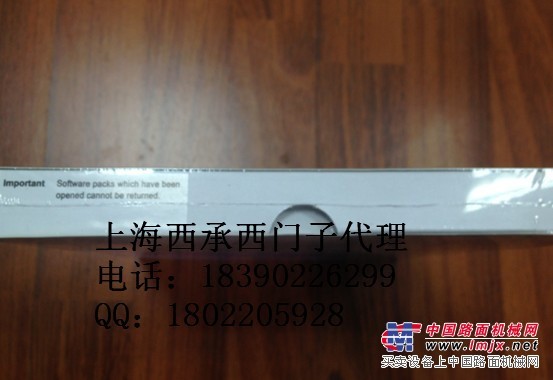 Important Software packs which have been
opened cannot be returned.
上海西承西门子代理
电话：18390226299
QQ：1802205928
中国路面机械网
www.lmjx.net
买卖设备上中国路面机械网